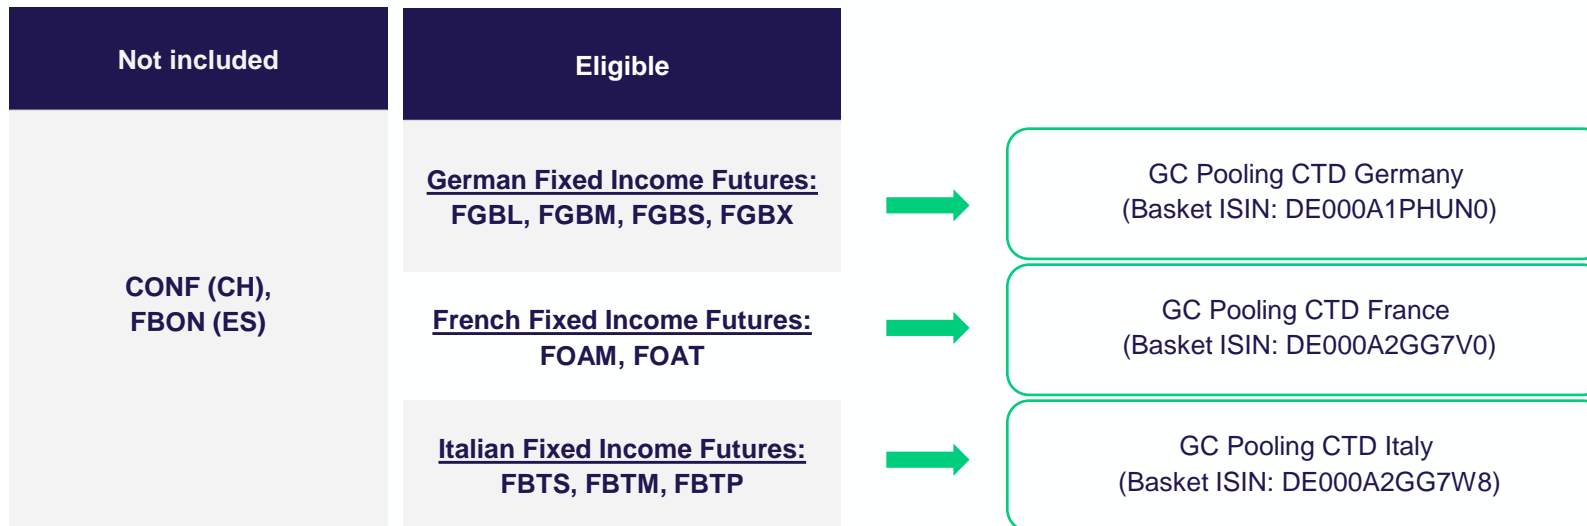 Not included
Eligible
CONF (CH),
FBON (ES)
German Fixed Income Futures:
FGBL, FGBM, FGBS, FGBX
GC Pooling CTD Germany
(Basket ISIN: DE000A1PHUN0)
French Fixed Income Futures:
FOAM, FOAT
GC Pooling CTD France
(Basket ISIN: DE000A2GG7V0)
Italian Fixed Income Futures:
FBTS, FBTM, FBTP
GC Pooling CTD Italy
(Basket ISIN: DE000A2GG7W8)